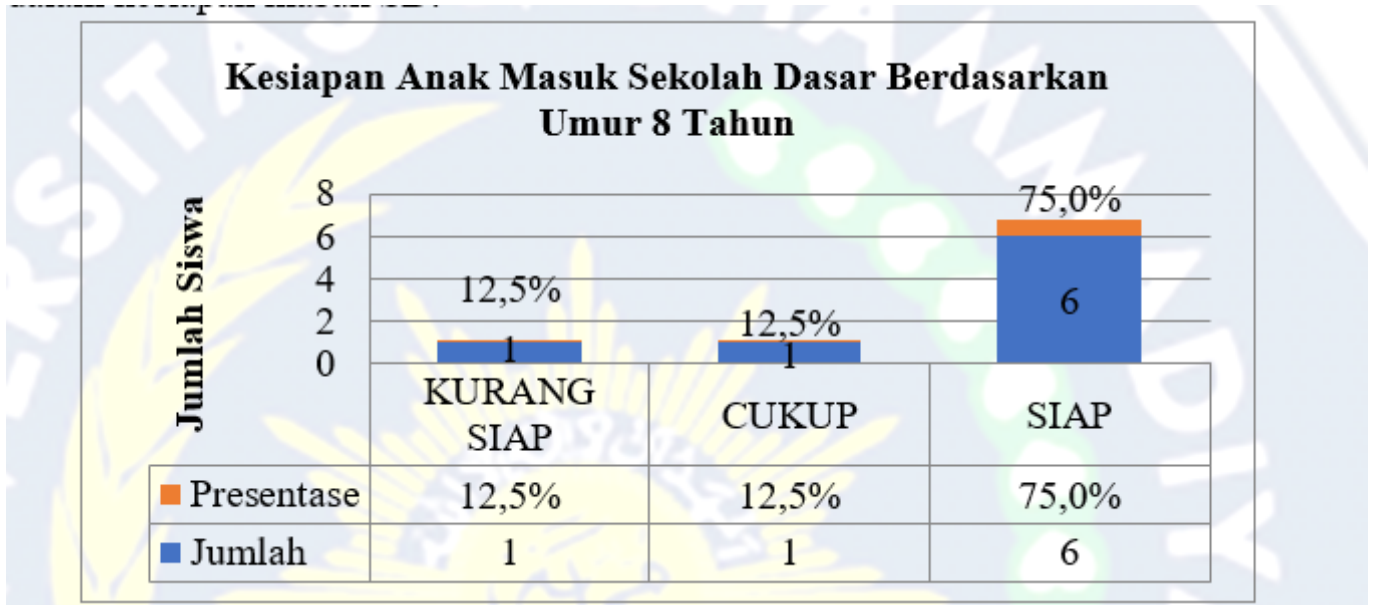 Kesiapan Anak Masuk Sekolah Dasar Berdasarkan
Umur 8 Tahun
Jumlah Siswa
8
6
4
2
0
12,5%
1
12,5%
1
75,0%
6
KURANG
SIAP
CUKUP
SIAP
Presentase 12,5% 12,5% 75,0%
Jumlah 1 1 6